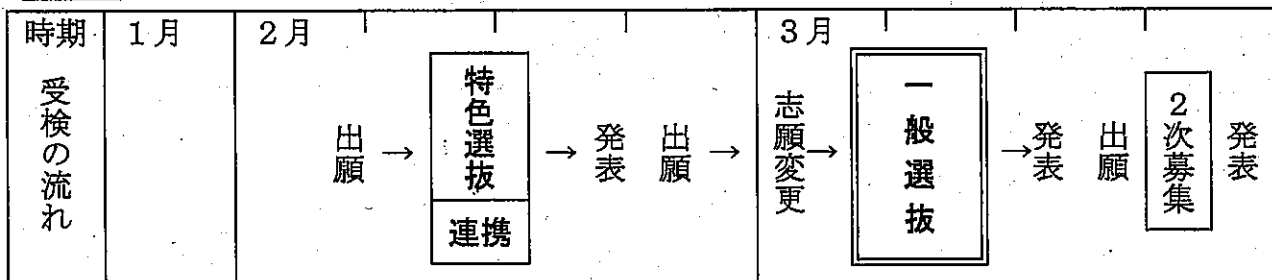 時期
1月
2月
3月
受検の流れ
出願
→
特色選抜
連携
→
発表
出願
→
志願変更
→
一般選抜
→
発表
出願
2次募集
発表